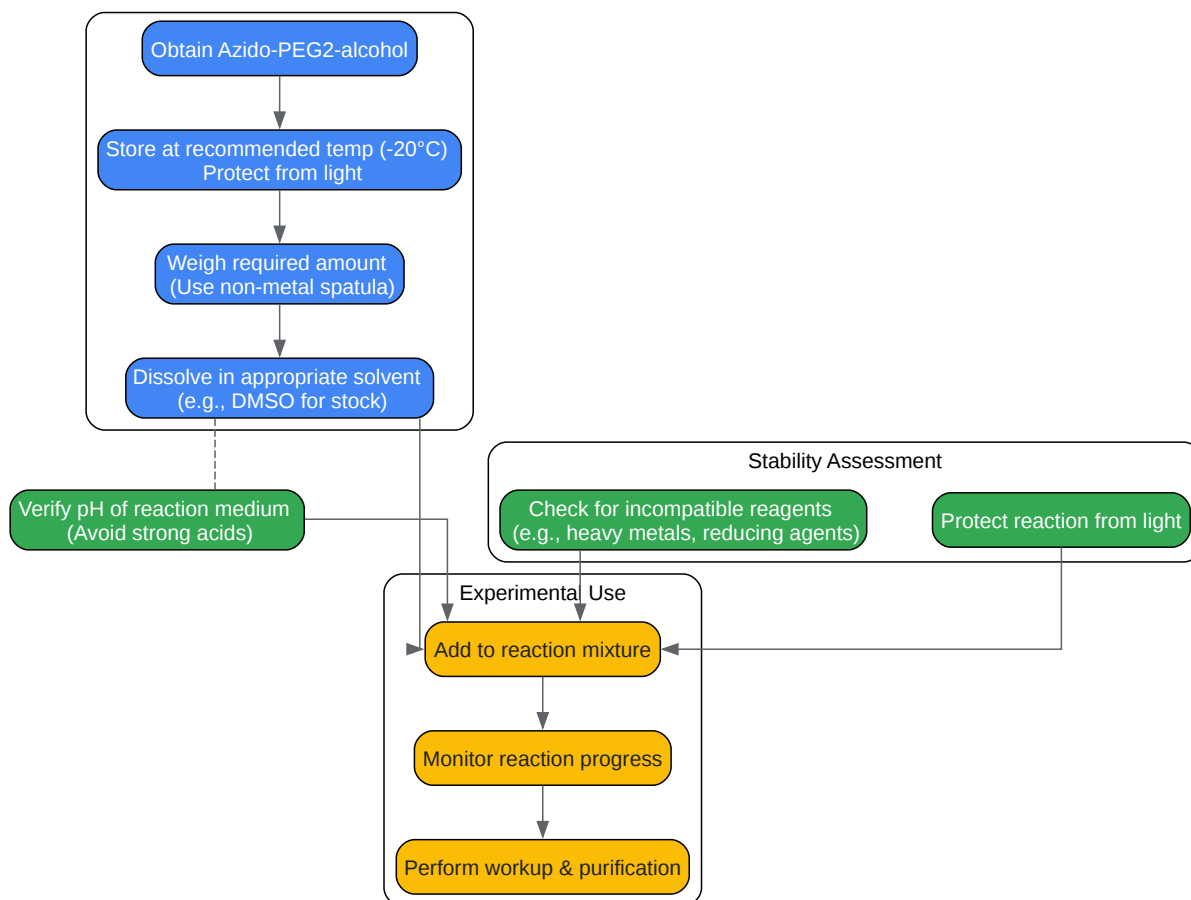 Obtain Azido-PEG2-alcohol
Store at recommended temp (-20°C)
Protect from light
Weigh required amount
(Use non-metal spatula)
Dissolve in appropriate solvent
(e.g., DMSO for stock)
Stability Assessment
Verify pH of reaction medium
(Avoid strong acids)
Check for incompatible reagents
(e.g., heavy metals, reducing agents)
Protect reaction from light
Experimental Use
Add to reaction mixture
Monitor reaction progress
Perform workup & purification